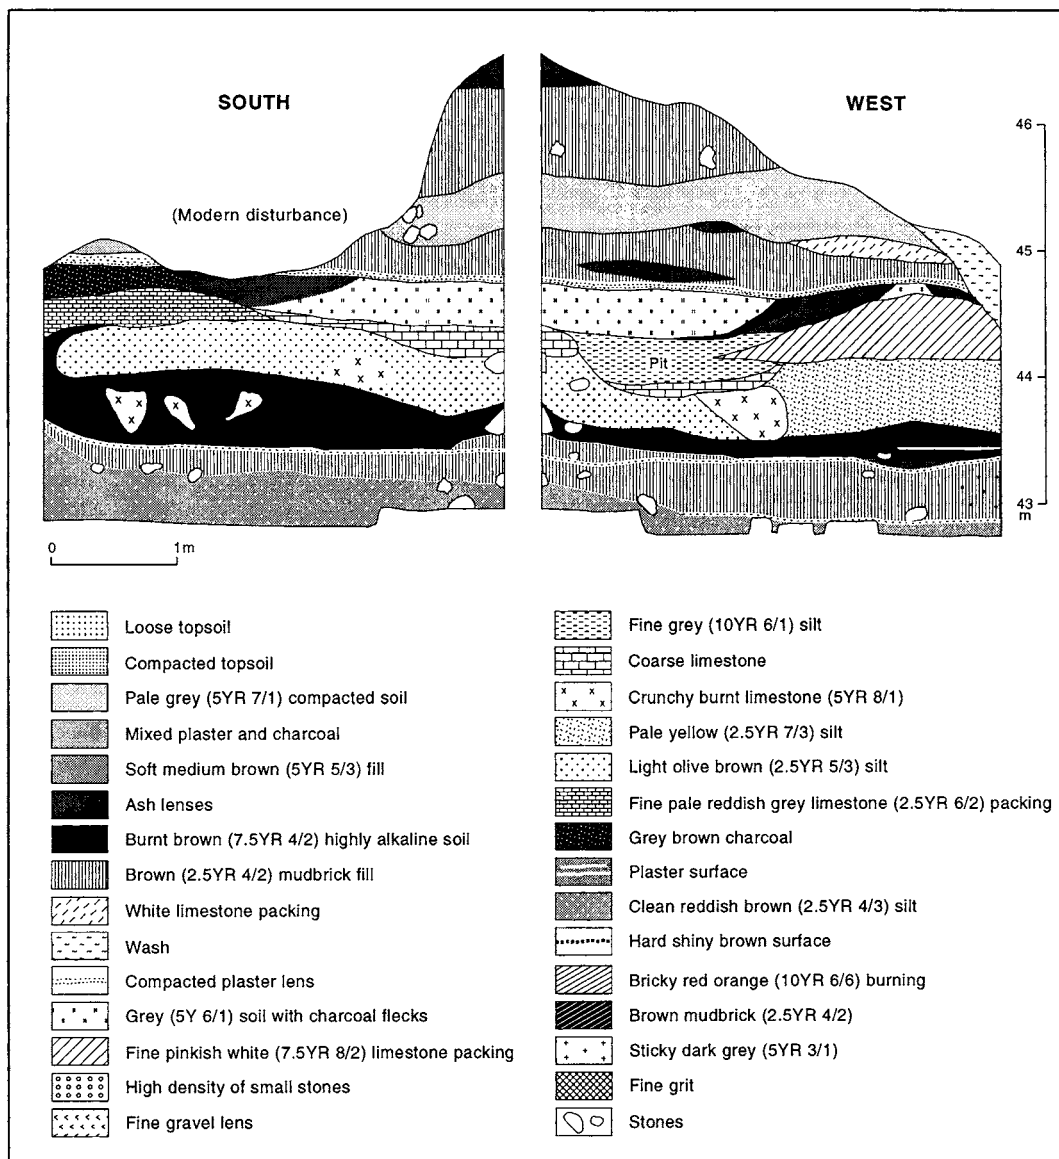 SOUTH
WEST
(Modern disturbance)
46
45
44
43
m
Pit
0 1m
Loose topsoil
Compacted topsoil
Pale grey (5YR 7/1) compacted soil
Mixed plaster and charcoal
Soft medium brown (5YR 5/3) fill
Ash lenses
Burnt brown (7.5YR 4/2) highly alkaline soil
Brown (2.5YR 4/2) mudbrick fill
White limestone packing
Wash
Compacted plaster lens
Grey (5Y 6/1) soil with charcoal flecks
Fine pinkish white (7.5YR 8/2) limestone packing
High density of small stones
Fine gravel lens
Fine grey (10YR 6/1) silt
Coarse limestone
Crunchy burnt limestone (5YR 8/1)
Pale yellow (2.5YR 7/3) silt
Light olive brown (2.5YR 5/3) silt
Fine pale reddish grey limestone (2.5YR 6/2) packing
Grey brown charcoal
Plaster surface
Clean reddish brown (2.5YR 4/3) silt
Hard shiny brown surface
Bricky red orange (10YR 6/6) burning
Brown mudbrick (2.5YR 4/2)
Sticky dark grey (5YR 3/1)
Fine grit
Stones